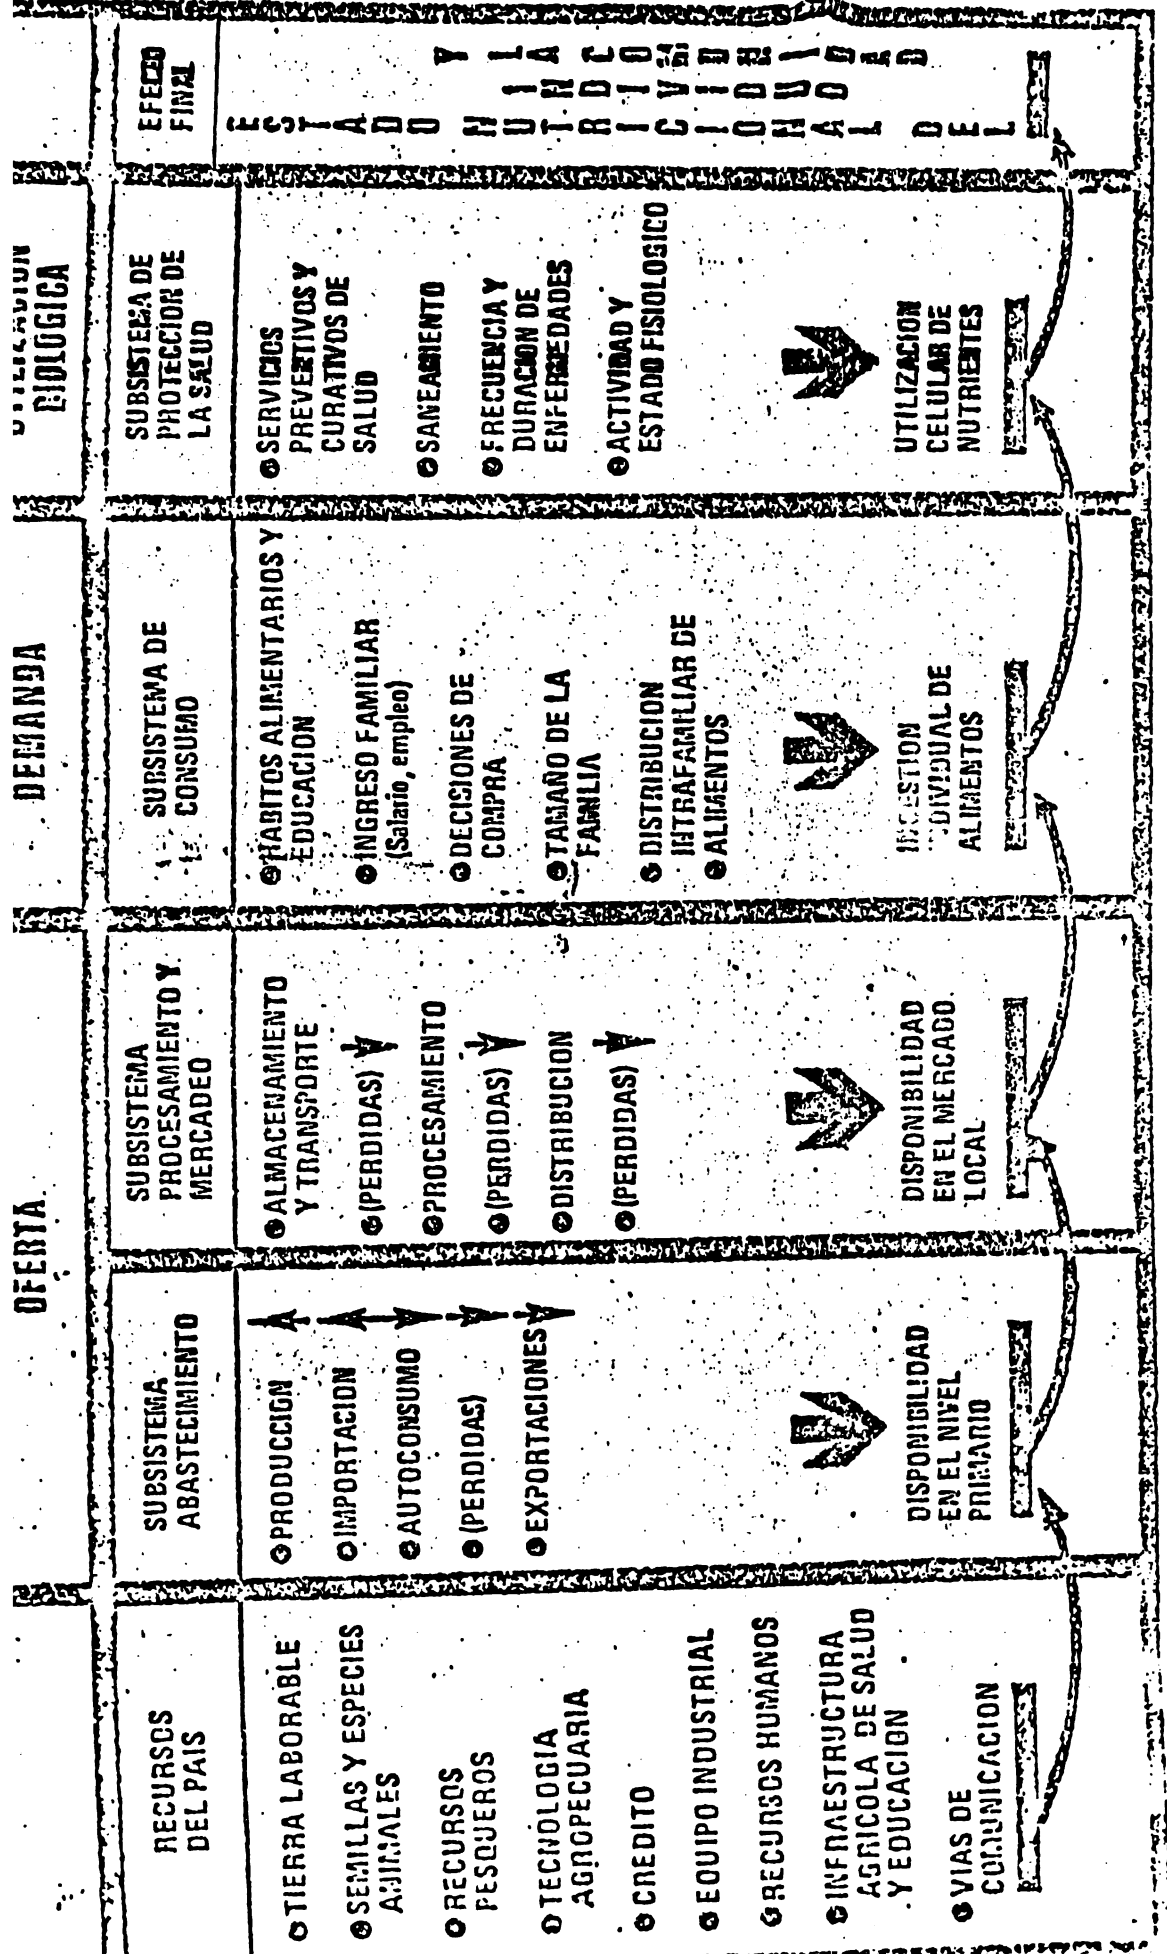 OFERTA
DEMANDA
BIOLOGICA
RECURSOS
DEL PAIS
TIERRA LABORABLE
SEMILLAS Y ESPECIES
ANIMALES
RECURSOS
PESQUEROS
TECNOLOGIA
AGROPECUARIA
CREDITO
EQUIPO INDUSTRIAL
RECURSOS HUMANOS
INFRAESTRUCTURA
AGRICOLA DE SALUD
Y EDUCACION
VIAS DE
COMUNICACION
SUBSISTEMA
ABASTECIMIENTO
PRODUCCION
IMPORTACION
AUTOCONSUMO
(PERDIDAS)
EXPORTACIONES
DISPONIBILIDAD
EN EL NIVEL
PRIMARIO
SUBSISTEMA
PROCESAMIENTO Y
MERCADEO
ALMACENAMIENTO
Y TRANSPORTE
(PERDIDAS)
PROCESAMIENTO
(PERDIDAS)
DISTRIBUCION
(PERDIDAS)
DISPONIBILIDAD
EN EL MERCADO
LOCAL
SUBSISTEMA DE
CONSUMO
HABITOS ALIMENTARIOS Y
EDUCACION
INGRESO FAMILIAR
(Salario, empleo)
DECISIONES DE
COMPRA
TAMAÑO DE LA
FAMILIA
DISTRIBUCION
INTRAFAMILIAR DE
ALIMENTOS
INGESTION
INDIVIDUAL DE
ALIMENTOS
SUBSISTEMA DE
PROTECCION DE
LA SALUD
SERVICIOS
PREVENTIVOS Y
CURATIVOS DE
SALUD
SANEAMIENTO
FRECUENCIA Y
DURACION DE
ENFERMEDADES
ACTIVIDAD Y
ESTADO FISIOLOGICO
UTILIZACION
CELULAR DE
NUTRIENTES
EFECTO
FINAL
ESTADO NUTRICIONAL DEL
INDIVIDUO
Y LA COMUNIDAD